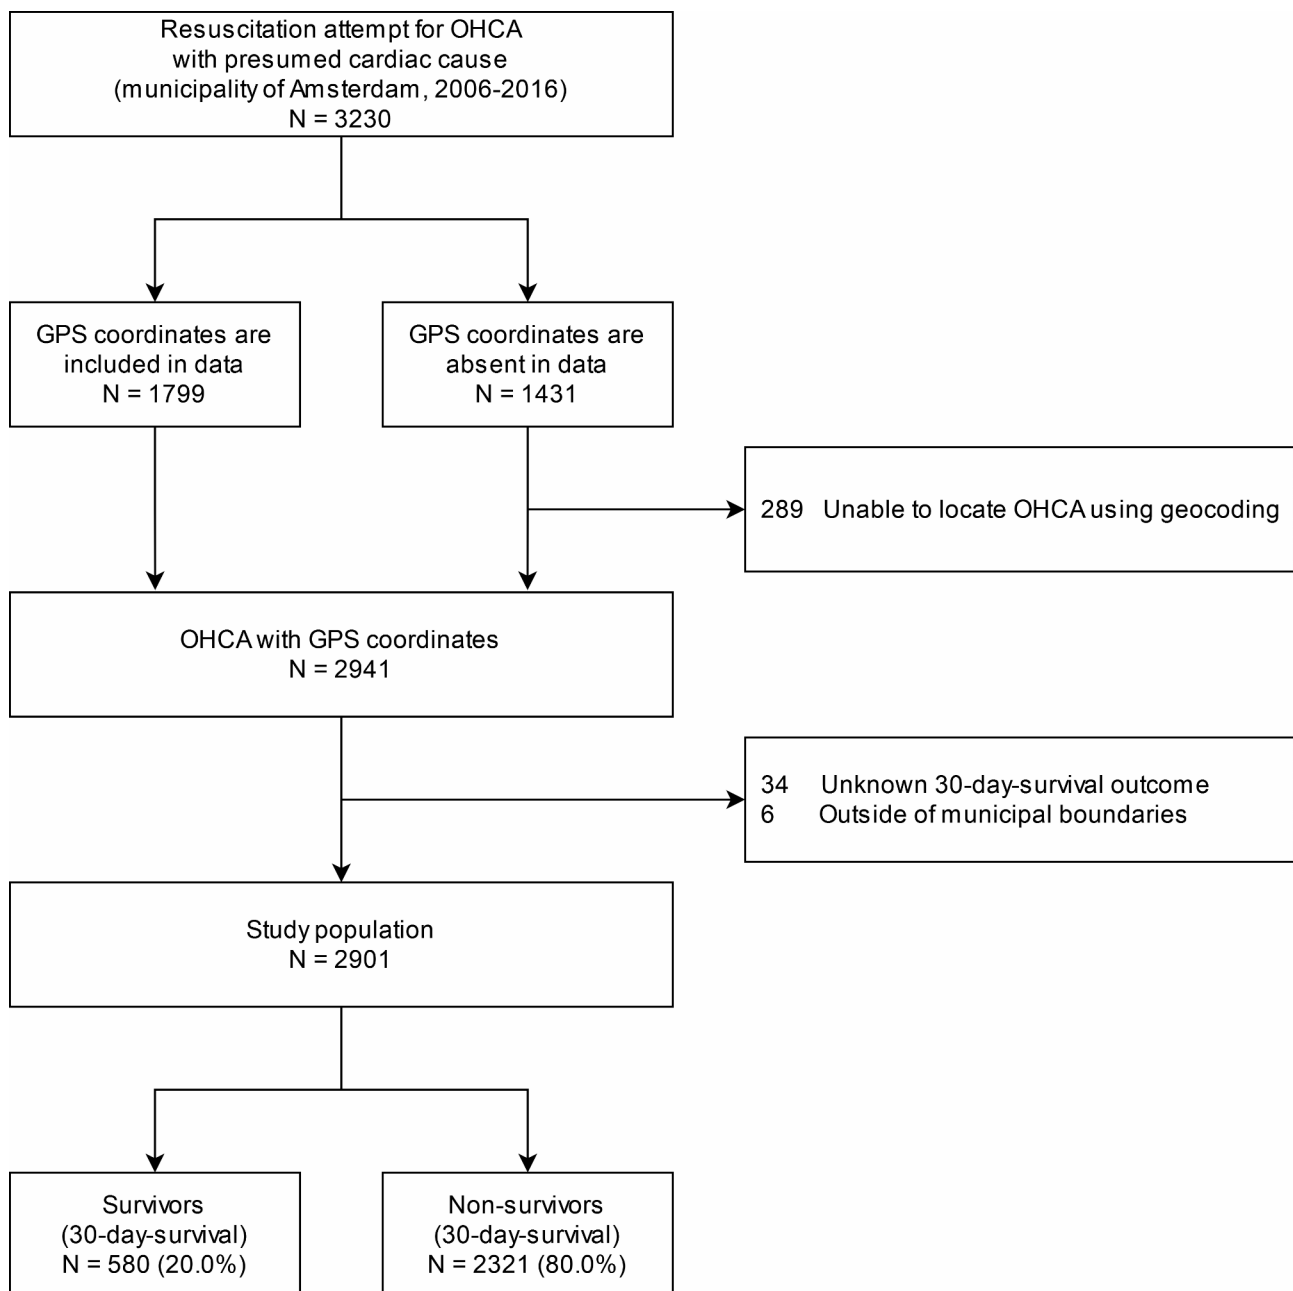 Resuscitation attempt for OHCA
with presumed cardiac cause
(municipality of Amsterdam, 2006-2016)
N = 3230
GPS coordinates are
included in data
N = 1799
GPS coordinates are
absent in data
N = 1431
289 Unable to locate OHCA using geocoding
OHCA with GPS coordinates
N = 2941
34 Unknown 30-day-survival outcome
6 Outside of municipal boundaries
Study population
N = 2901
Survivors
(30-day-survival)
N = 580 (20.0%)
Non-survivors
(30-day-survival)
N = 2321 (80.0%)